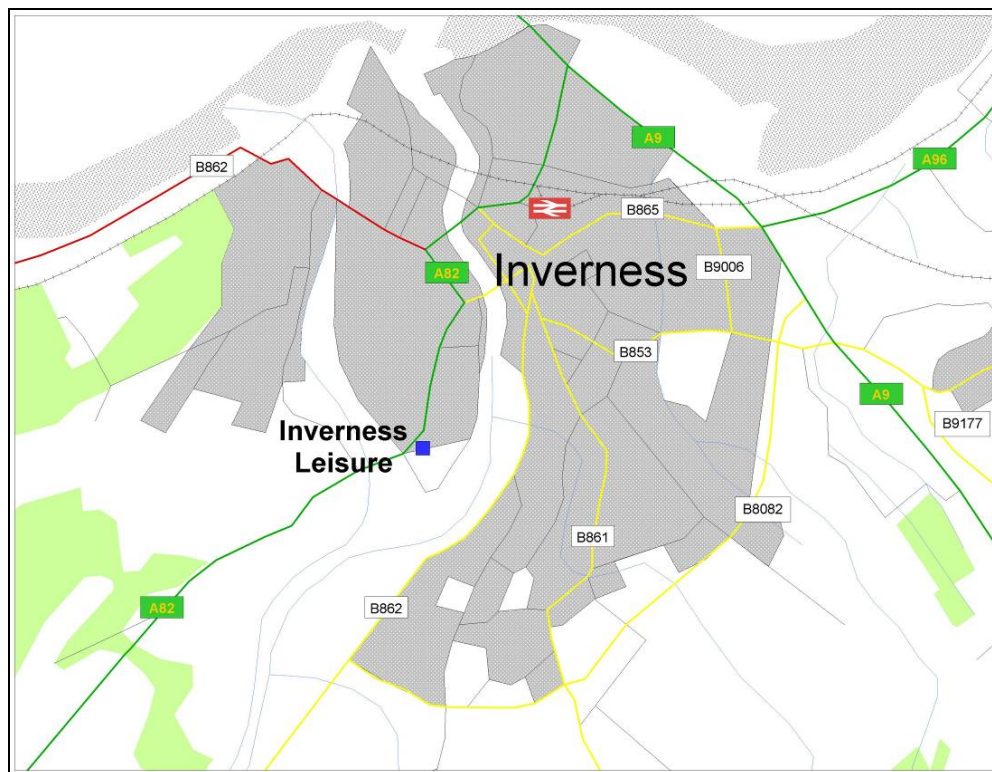 A9
A96
B862
B865
Inverness
B9006
A82
B853
A9
B9177
Inverness
Leisure
B8082
B861
A82
B862